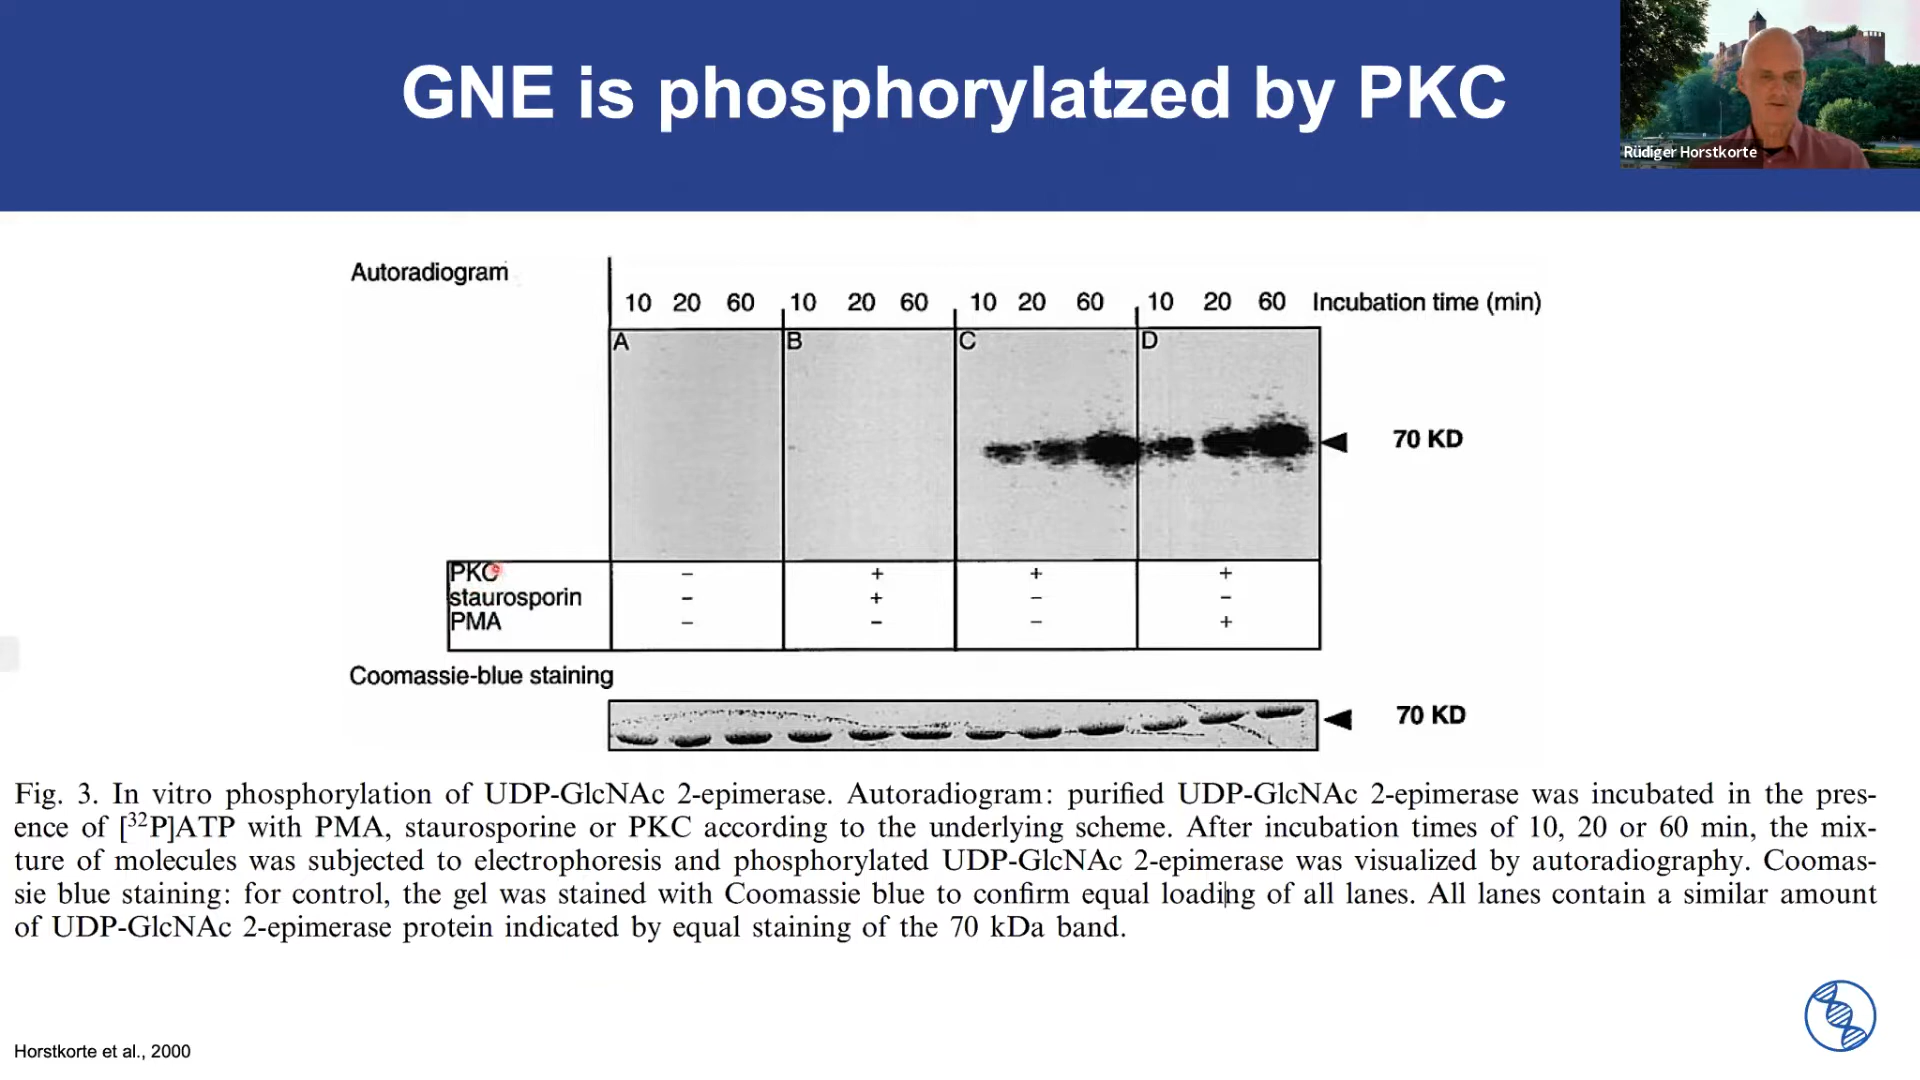 GNE is phosphorylatzed by PKC
Rüdiger Horstkorte
Autoradiogram
10 20 60 10 20 60 10 20 60 10 20 60 Incubation time (min)
A B C D
70 KD
PKC - + + +
staurosporin - + - -
PMA - - - +
Coomassie-blue staining
70 KD
Fig. 3. In vitro phosphorylation of UDP-GlcNAc 2-epimerase. Autoradiogram: purified UDP-GlcNAc 2-epimerase was incubated in the pres-
ence of [³²P]ATP with PMA, staurosporine or PKC according to the underlying scheme. After incubation times of 10, 20 or 60 min, the mix-
ture of molecules was subjected to electrophoresis and phosphorylated UDP-GlcNAc 2-epimerase was visualized by autoradiography. Coomas-
sie blue staining: for control, the gel was stained with Coomassie blue to confirm equal loading of all lanes. All lanes contain a similar amount
of UDP-GlcNAc 2-epimerase protein indicated by equal staining of the 70 kDa band.
Horstkorte et al., 2000